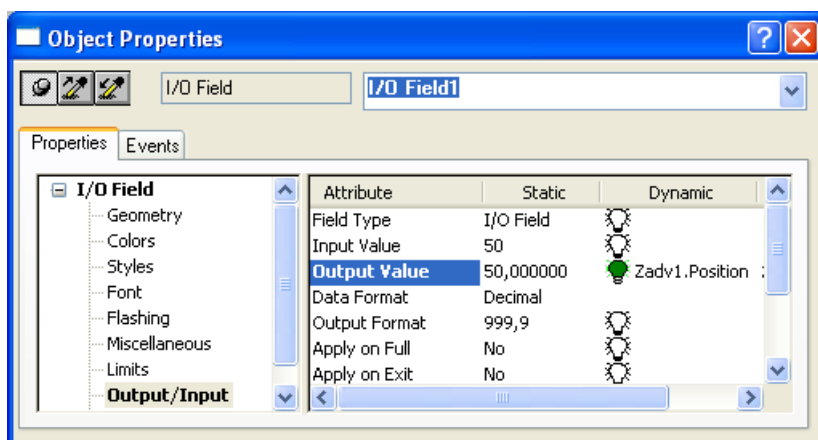 Object Properties
I/O Field
I/O Field1
Properties
Events
I/O Field
Geometry
Colors
Styles
Font
Flashing
Miscellaneous
Limits
Output/Input
Attribute Static Dynamic
Field Type I/O Field
Input Value 50
Output Value 50,000000 Zadv1.Position
Data Format Decimal
Output Format 999,9
Apply on Full No
Apply on Exit No